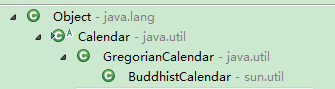 Object - java.lang
Calendar - java.util
GregorianCalendar - java.util
BuddhistCalendar - sun.util